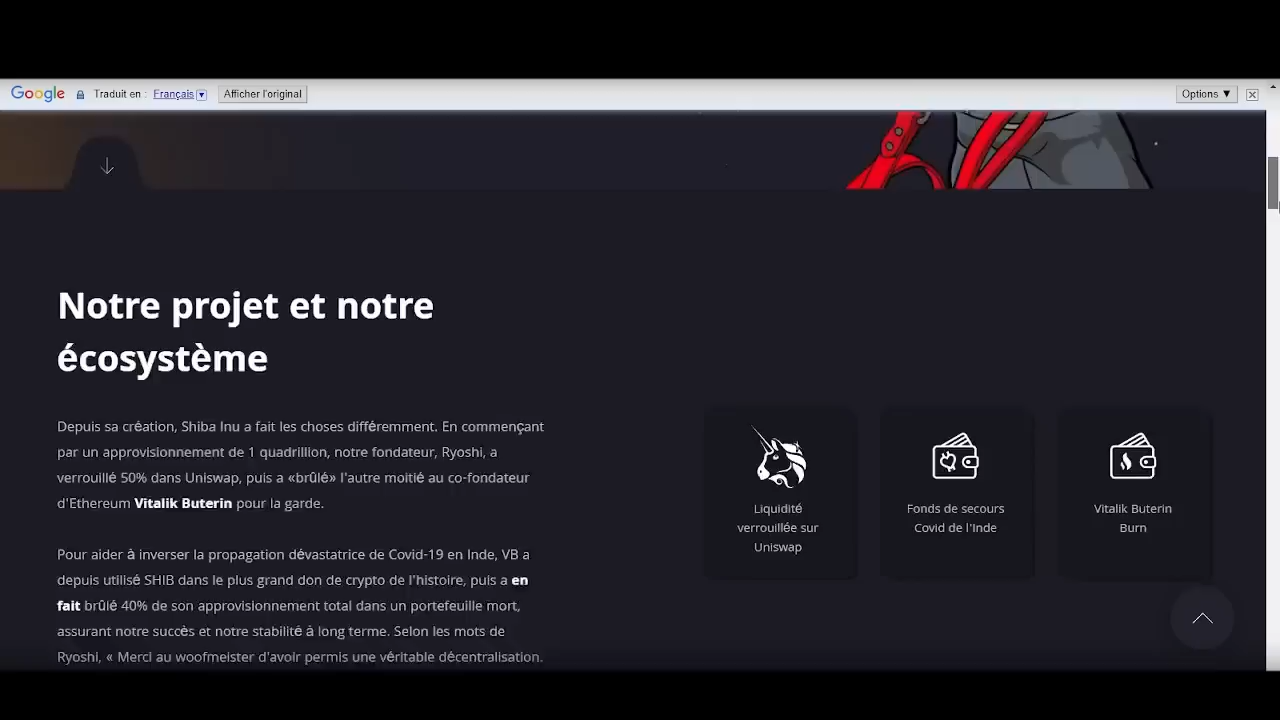 Google Traduit en : Français Afficher l'original Options ▼
Notre projet et notre
écosystème
Depuis sa création, Shiba Inu a fait les choses différemment. En commençant
par un approvisionnement de 1 quadrillion, notre fondateur, Ryoshi, a
verrouillé 50% dans Uniswap, puis a «brûlé» l'autre moitié au co-fondateur
d'Ethereum Vitalik Buterin pour la garde.
Pour aider à inverser la propagation dévastatrice de Covid-19 en Inde, VB a
depuis utilisé SHIB dans le plus grand don de crypto de l'histoire, puis a en
fait brûlé 40% de son approvisionnement total dans un portefeuille mort,
assurant notre succès et notre stabilité à long terme. Selon les mots de
Ryoshi, « Merci au woofmeister d'avoir permis une véritable décentralisation.
Liquidité
verrouillée sur
Uniswap
Fonds de secours
Covid de l'Inde
Vitalik Buterin
Burn